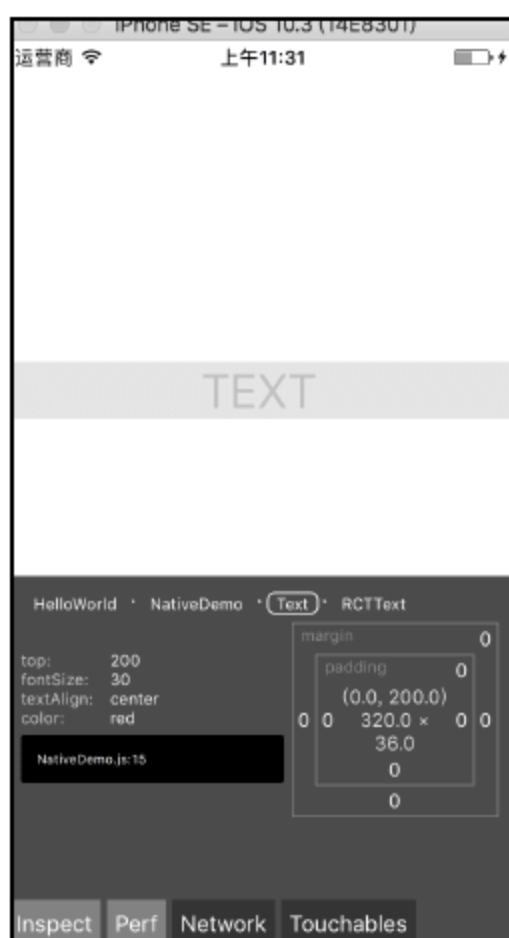 iPhone SE – iOS 10.3 (14E8301)
运营商 上午11:31
TEXT
HelloWorld NativeDemo Text RCTText
margin 0
top: 200
fontSize: 30
textAlign: center
color: red
padding 0
(0.0, 200.0)
0 0 320.0 × 0 0
36.0
0
0
NativeDemo.js:15
Inspect Perf Network Touchables